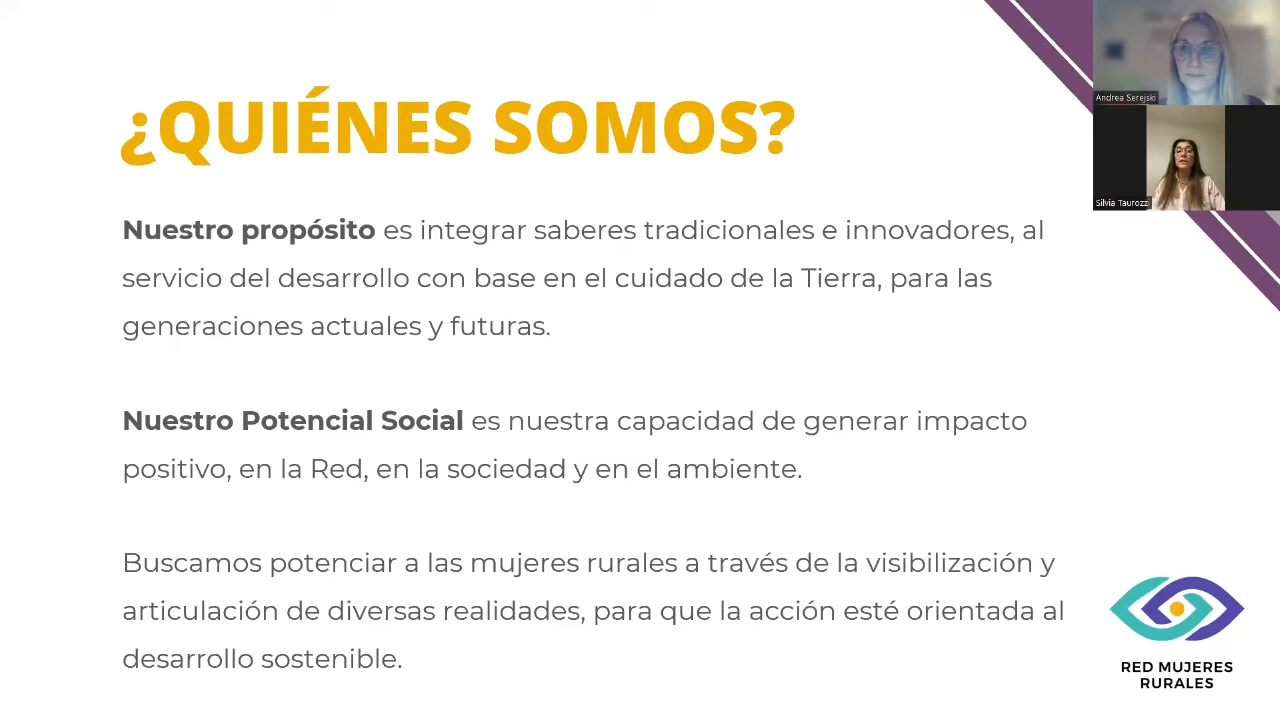 ¿QUIÉNES SOMOS?
Nuestro propósito es integrar saberes tradicionales e innovadores, al
servicio del desarrollo con base en el cuidado de la Tierra, para las
generaciones actuales y futuras.
Nuestro Potencial Social es nuestra capacidad de generar impacto
positivo, en la Red, en la sociedad y en el ambiente.
Buscamos potenciar a las mujeres rurales a través de la visibilización y
articulación de diversas realidades, para que la acción esté orientada al
desarrollo sostenible.
Andrea Serejski
Silvia Taurozzi
RED MUJERES
RURALES